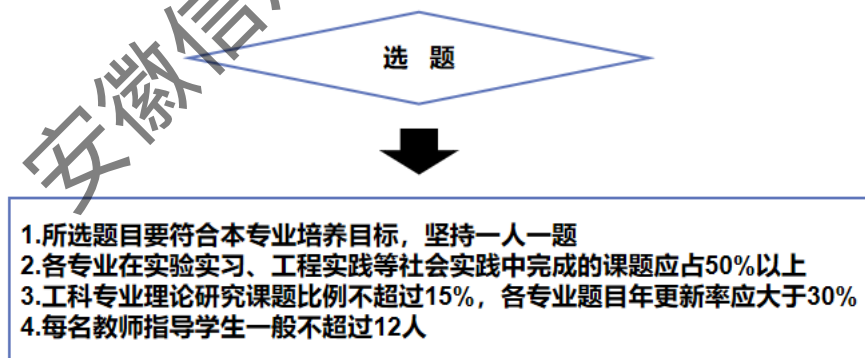 安徽信
选 题
1.所选题目要符合本专业培养目标，坚持一人一题
2.各专业在实验实习、工程实践等社会实践中完成的课题应占50%以上
3.工科专业理论研究课题比例不超过15%，各专业题目年更新率应大于30%
4.每名教师指导学生一般不超过12人